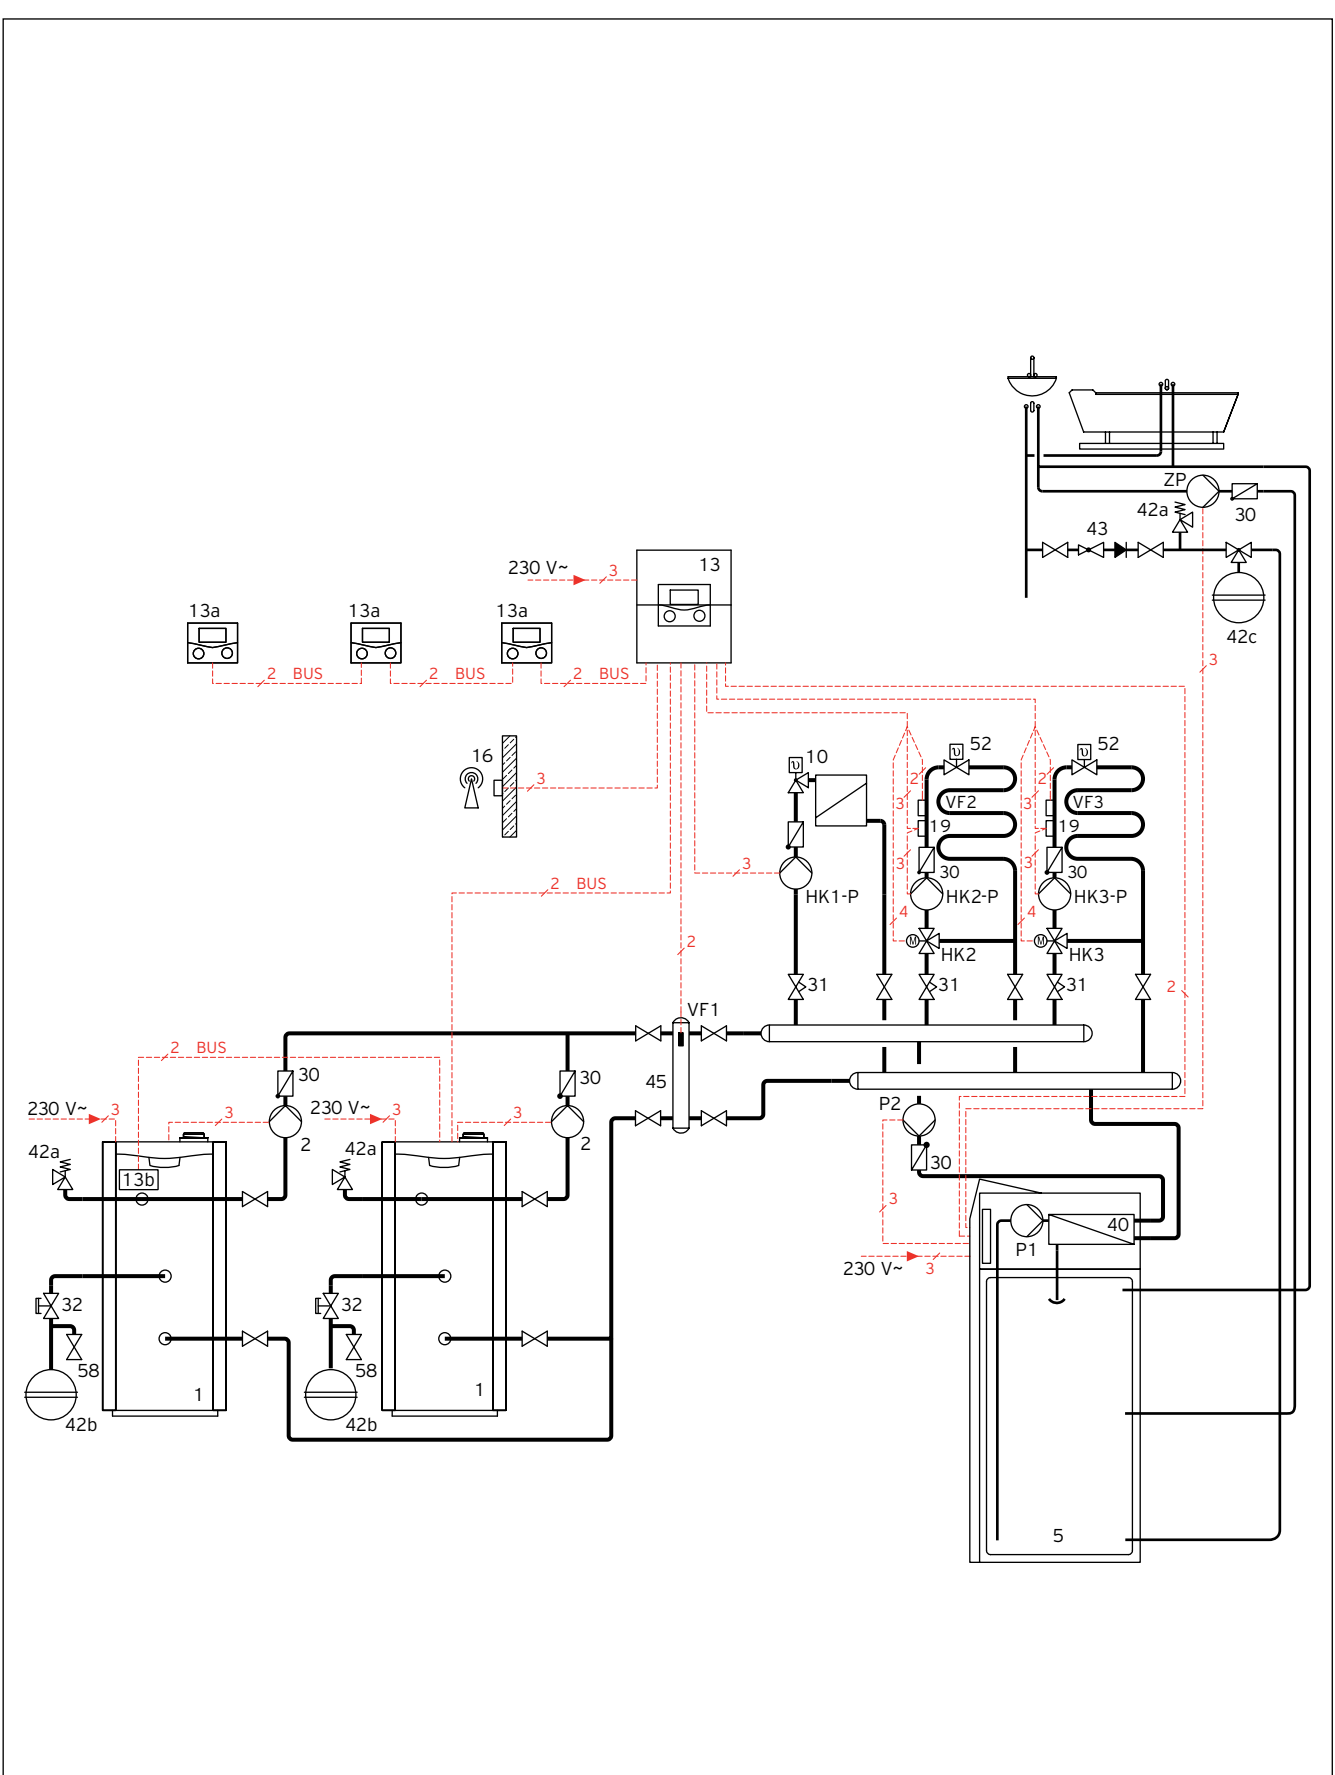 ZP
42a
30
43
42c
3
230 V~ 3
13
13a 13a 13a
2 BUS 2 BUS 2 BUS
16
3
10
52 52
2 2
3 VF2 3 VF3
19 19
3 30 3 30
3
HK1-P HK2-P HK3-P
2 BUS
4 4
2
HK2 HK3
31 31 31
2
VF1
2 BUS
30 30
45
230 V~ 3 3 230 V~ 3 3
2 2
P2
42a 42a
30
13b
3
40
P1
230 V~ 3
32 32
58 58
1 1
42b 42b
5